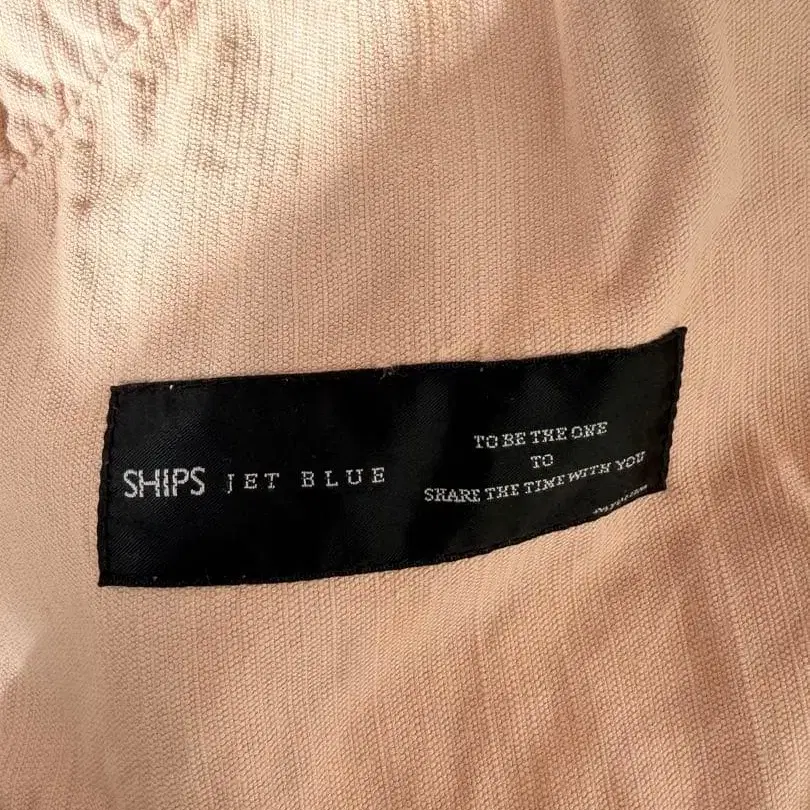 SHIPS JET BLUE
TO BE THE ONE
TO
SHARE THE TIME WITH YOU